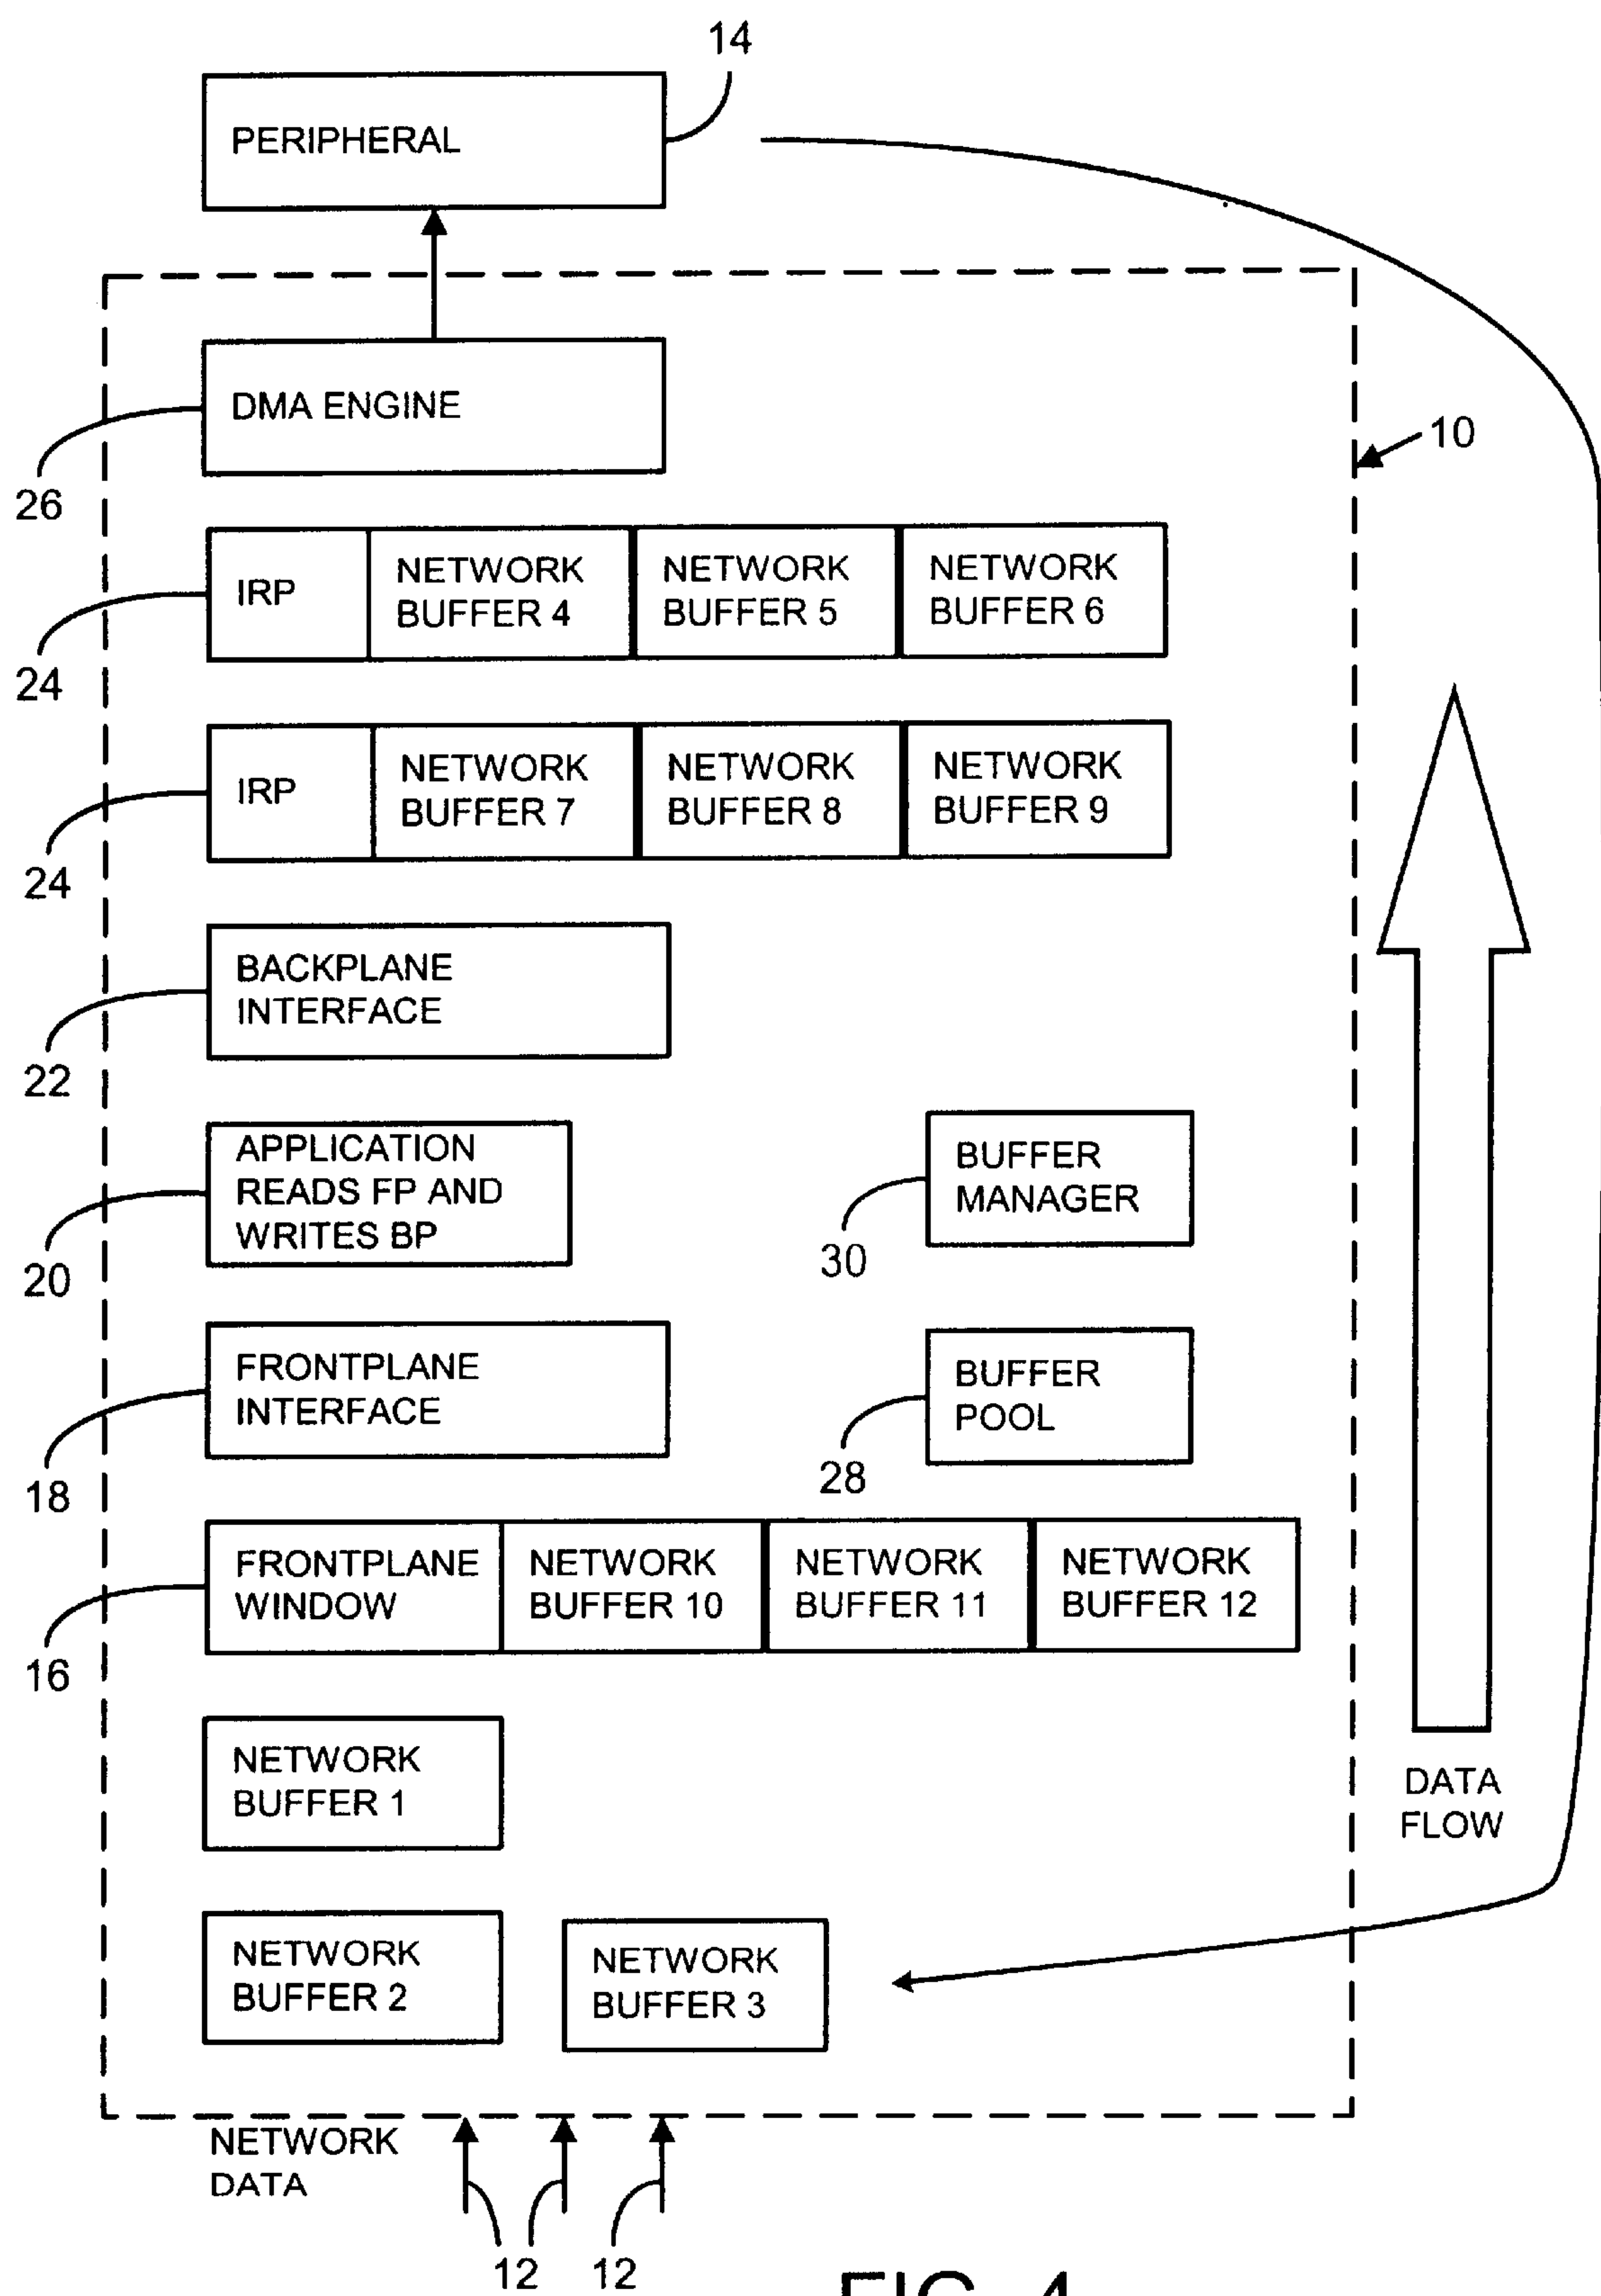 14
PERIPHERAL
10
DMA ENGINE
26
IRP
NETWORK
BUFFER 4
NETWORK
BUFFER 5
NETWORK
BUFFER 6
24
IRP
NETWORK
BUFFER 7
NETWORK
BUFFER 8
NETWORK
BUFFER 9
24
BACKPLANE
INTERFACE
22
APPLICATION
READS FP AND
WRITES BP
20
BUFFER
MANAGER
30
FRONTPLANE
INTERFACE
18
BUFFER
POOL
28
FRONTPLANE
WINDOW
NETWORK
BUFFER 10
NETWORK
BUFFER 11
NETWORK
BUFFER 12
16
NETWORK
BUFFER 1
DATA
FLOW
NETWORK
BUFFER 2
NETWORK
BUFFER 3
NETWORK
DATA
12
12
FIG. 4